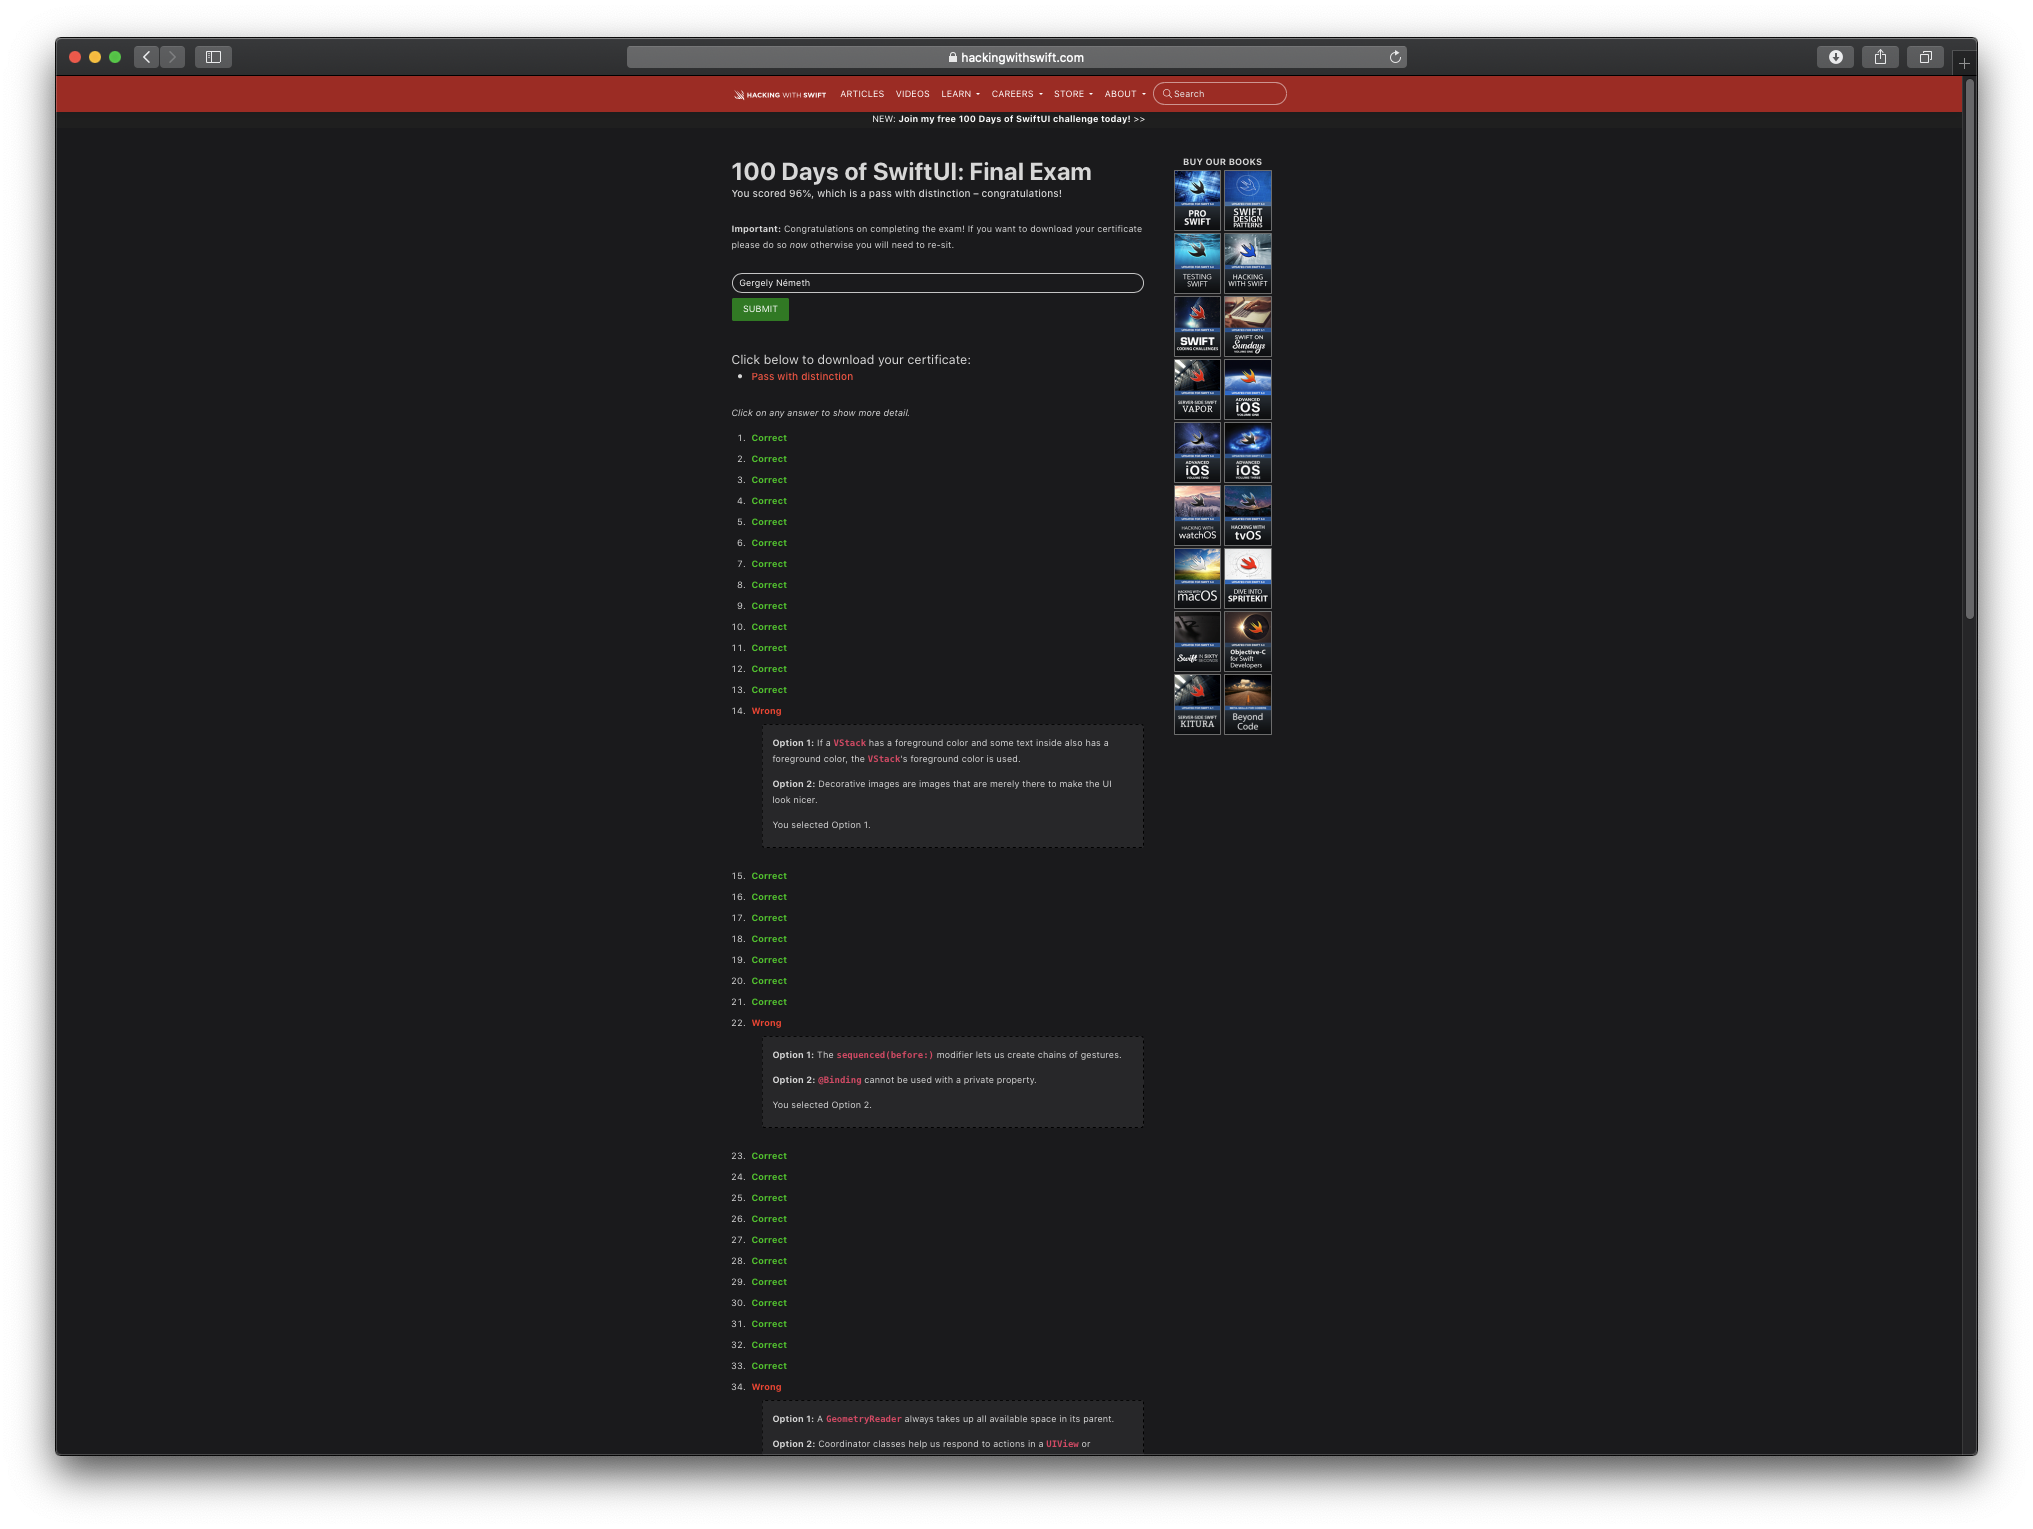 hackingwithswift.com
HACKING WITH SWIFT ARTICLES VIDEOS LEARN CAREERS STORE ABOUT Search
NEW: Join my free 100 Days of SwiftUI challenge today! >>
100 Days of SwiftUI: Final Exam
You scored 96%, which is a pass with distinction – congratulations!
Important: Congratulations on completing the exam! If you want to download your certificate
please do so now otherwise you will need to re-sit.
Gergely Németh
SUBMIT
Click below to download your certificate:
• Pass with distinction
Click on any answer to show more detail.
1. Correct
2. Correct
3. Correct
4. Correct
5. Correct
6. Correct
7. Correct
8. Correct
9. Correct
10. Correct
11. Correct
12. Correct
13. Correct
14. Wrong
Option 1: If a VStack has a foreground color and some text inside also has a
foreground color, the VStack's foreground color is used.
Option 2: Decorative images are images that are merely there to make the UI
look nicer.
You selected Option 1.
15. Correct
16. Correct
17. Correct
18. Correct
19. Correct
20. Correct
21. Correct
22. Wrong
Option 1: The sequenced(before:) modifier lets us create chains of gestures.
Option 2: @Binding cannot be used with a private property.
You selected Option 2.
23. Correct
24. Correct
25. Correct
26. Correct
27. Correct
28. Correct
29. Correct
30. Correct
31. Correct
32. Correct
33. Correct
34. Wrong
Option 1: A GeometryReader always takes up all available space in its parent.
Option 2: Coordinator classes help us respond to actions in a UIView or
BUY OUR BOOKS
PRO
SWIFT
SWIFT
DESIGN
PATTERNS
TESTING
SWIFT
HACKING
WITH SWIFT
SWIFT
CODING CHALLENGES
SWIFT ON
Sundays
VOLUME ONE
SERVER-SIDE SWIFT
VAPOR
ADVANCED
iOS
VOLUME ONE
ADVANCED
iOS
VOLUME TWO
ADVANCED
iOS
VOLUME THREE
HACKING WITH
watchOS
HACKING WITH
tvOS
HACKING WITH
macOS
DIVE INTO
SPRITEKIT
Swift IN SIXTY
SECONDS
Objective-C
for Swift
Developers
SERVER-SIDE SWIFT
KITURA
Beyond
Code